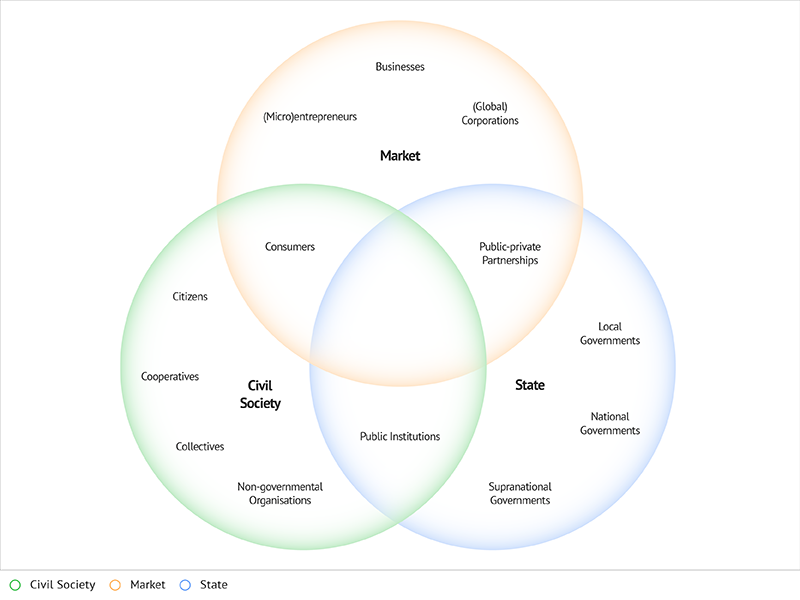 Businesses
(Micro)entrepreneurs
(Global)
Corporations
Market
Consumers
Public-private
Partnerships
Citizens
Local
Governments
Cooperatives
Civil
Society
State
National
Governments
Collectives
Public Institutions
Non-governmental
Organisations
Supranational
Governments
Civil Society
Market
State